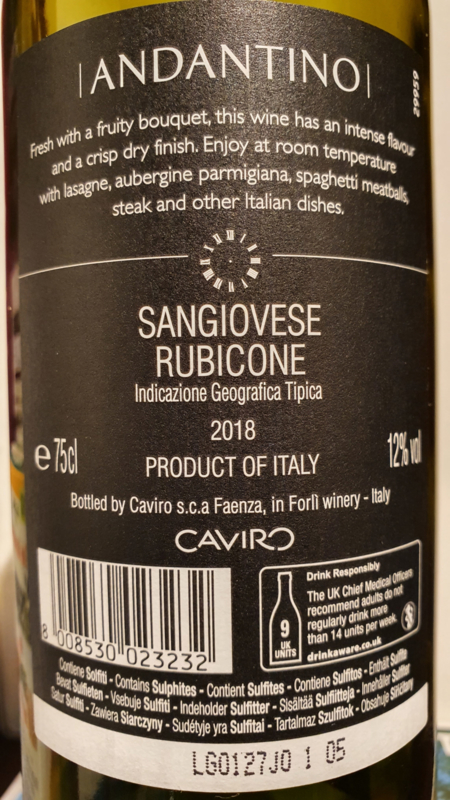 |ANDANTINO|
29959
Fresh with a fruity bouquet, this wine has an intense flavour
and a crisp dry finish. Enjoy at room temperature
with lasagne, aubergine parmigiana, spaghetti meatballs,
steak and other Italian dishes.
SANGIOVESE
RUBICONE
Indicazione Geografica Tipica
2018
e 75cl
12% vol
PRODUCT OF ITALY
Bottled by Caviro s.c.a Faenza, in Forlì winery - Italy
CAVIRO
8 008530 023232
9
UK
UNITS
Drink Responsibly
The UK Chief Medical Officers
recommend adults do not
regularly drink more
than 14 units per week.
drinkaware.co.uk
Contiene Solfiti - Contains Sulphites - Contient Sulfites - Contiene Sulfitos - Enthält Sulfite
Bevat Sulfieten - Vsebuje Sulfiti - Indeholder Sulfitter - Sisältää Sulfiitteja - Innehåller Sulfiter
Satur Sulfiti - Zawiera Siarczyny - Sudėtyje yra Sulfitai - Tartalmaz Szulfitok - Obsahuje Siričitany
LG0127J0 1 05